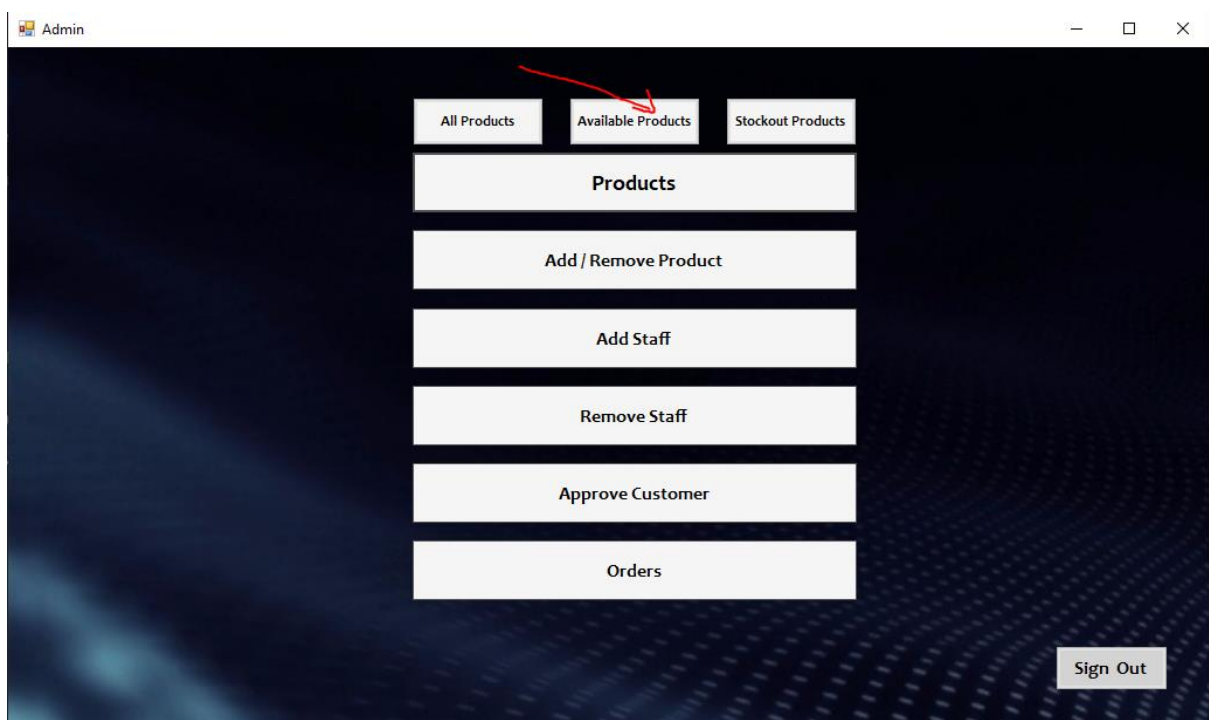 Admin
All Products
Available Products
Stockout Products
Products
Add / Remove Product
Add Staff
Remove Staff
Approve Customer
Orders
Sign Out